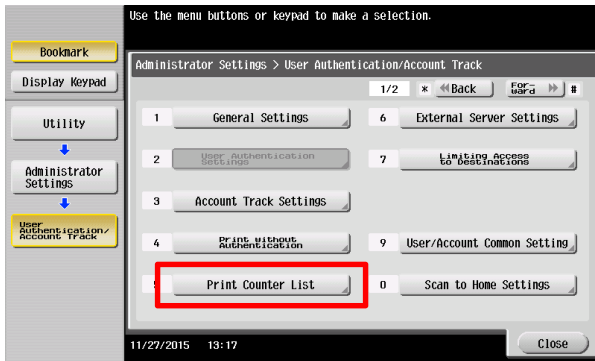 Use the menu buttons or keypad to make a selection.
Bookmark
Display Keypad
Utility
Administrator
Settings
User
Authentication/
Account Track
Administrator Settings > User Authentication/Account Track
1/2 * Back For-
ward #
1 General Settings
2 User Authentication
Settings
3 Account Track Settings
4 Print without
Authentication
Print Counter List
6 External Server Settings
7 Limiting Access
to Destinations
9 User/Account Common Setting
0 Scan to Home Settings
11/27/2015 13:17
Close